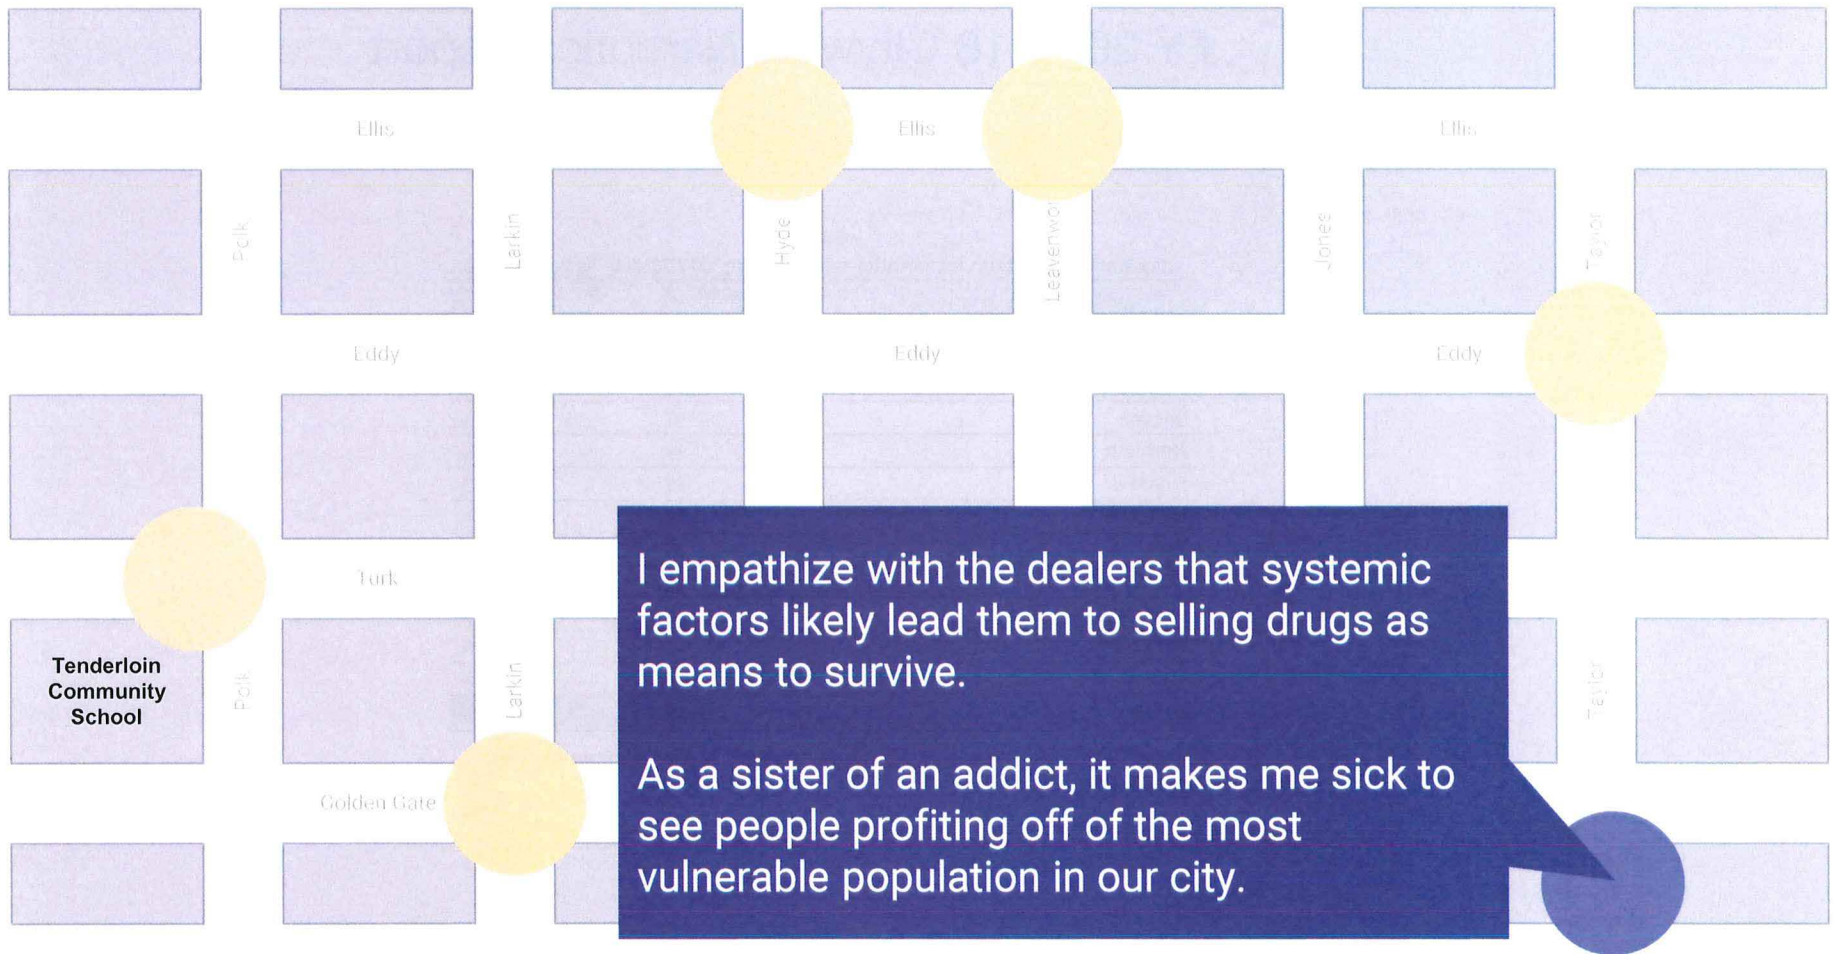 Ellis
Ellis
Ellis
Polk
Larkin
Hyde
Jones
Taylor
Eddy
Eddy
Eddy
Turk
I empathize with the dealers that systemic
factors likely lead them to selling drugs as
means to survive.
As a sister of an addict, it makes me sick to
see people profiting off of the most
vulnerable population in our city.
Tenderloin
Community
School
Polk
Larkin
Taylor
Golden Gate